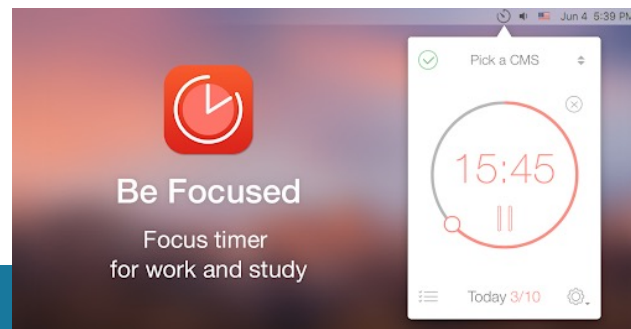 Jun 4 5:39 PM
Pick a CMS
15:45
Today 3/10
Be Focused
Focus timer
for work and study